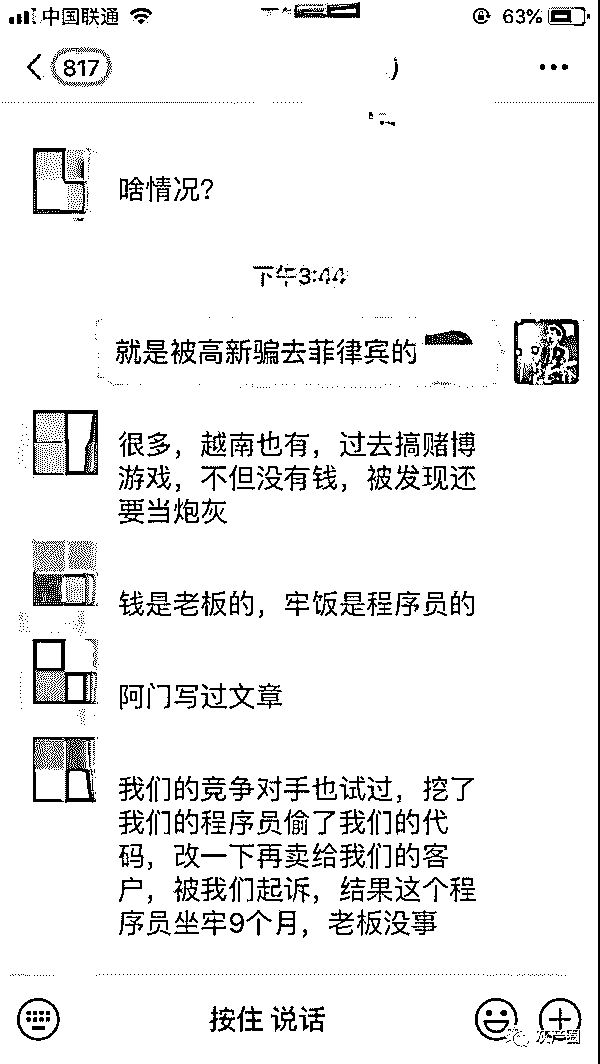 中国联通
63%
817
啥情况？
下午3:44
就是被高新骗去菲律宾的
很多，越南也有，过去搞赌博
游戏，不但没有钱，被发现还
要当炮灰
钱是老板的，牢饭是程序员的
阿门写过文章
我们的竞争对手也试过，挖了
我们的程序员偷了我们的代
码，改一下再卖给我们的客
户，被我们起诉，结果这个程
序员坐牢9个月，老板没事
按住 说话
灰产圈